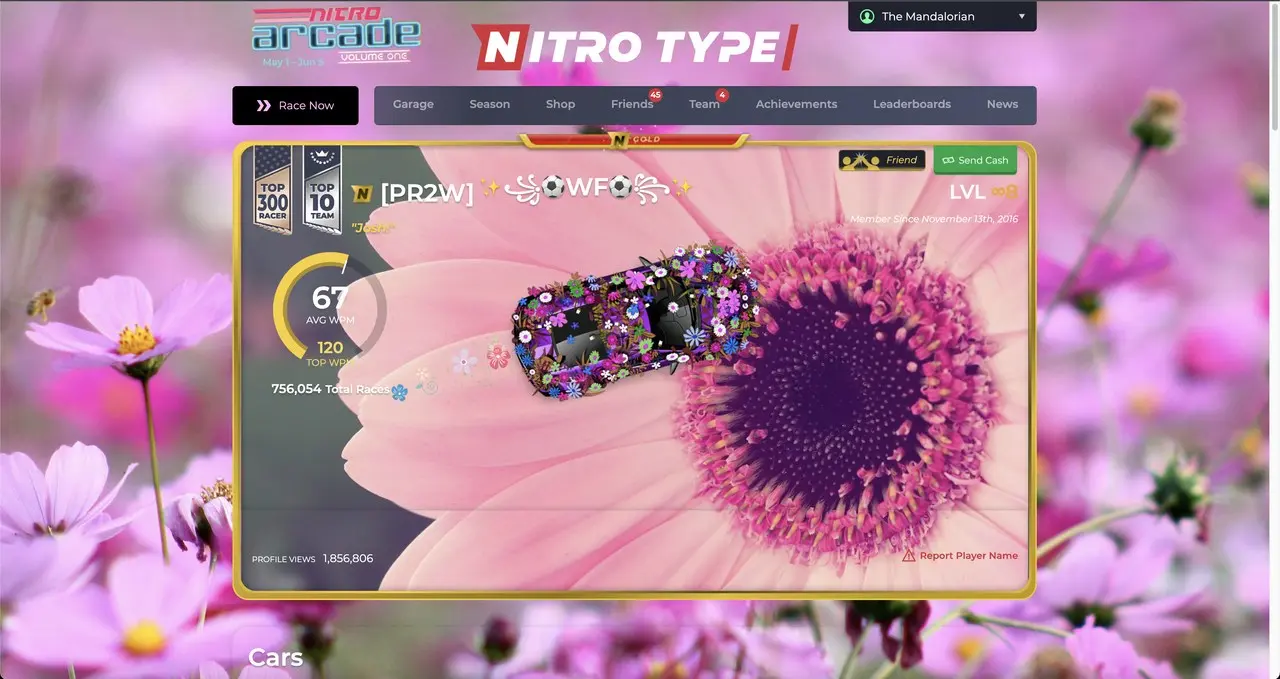 NITRO
arcade
VOLUME ONE
May 1 - Jun 5
NITRO TYPE
The Mandalorian
Race Now
Garage
Season
Shop
Friends 45
Team 4
Achievements
Leaderboards
News
N GOLD
TOP
300
RACER
TOP
10
TEAM
N [PR2W] ✨꧁⚽WF⚽꧂✨
"Joshi"
Friend
Send Cash
LVL ∞8
Member Since November 13th, 2016
67
AVG WPM
120
TOP WPM
756,054 Total Races
PROFILE VIEWS 1,856,806
Report Player Name
Cars